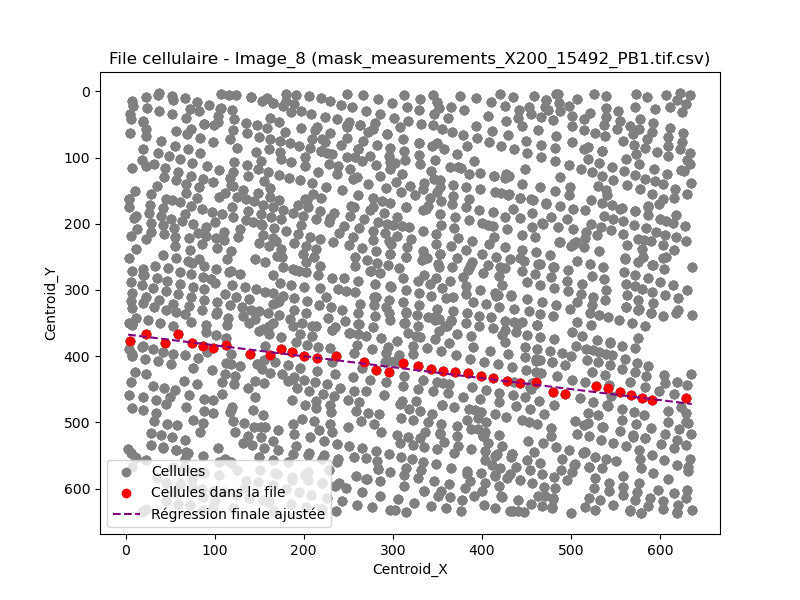 File cellulaire - Image_8 (mask_measurements_X200_15492_PB1.tif.csv)
0
100
200
300
400
500
600
Centroid_Y
Cellules
Cellules dans la file
Régression finale ajustée
0 100 200 300 400 500 600
Centroid_X